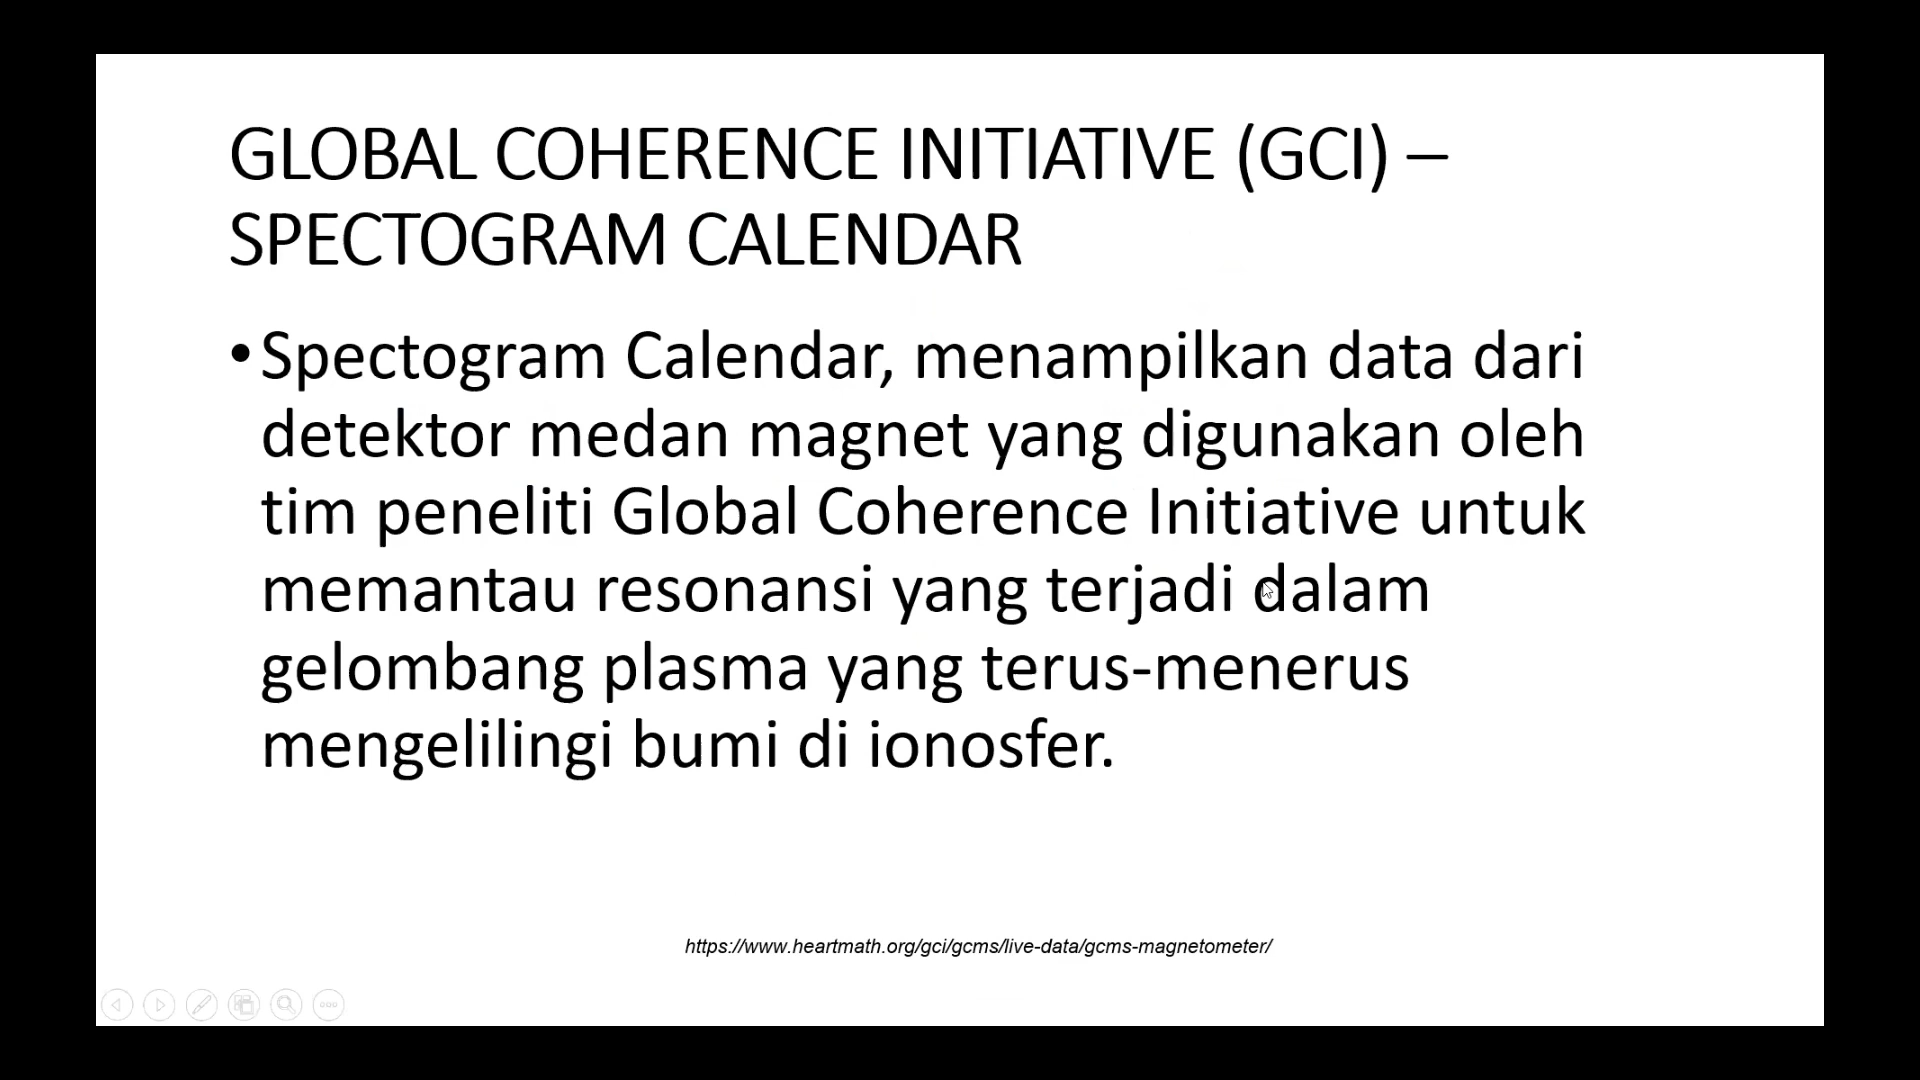 GLOBAL COHERENCE INITIATIVE (GCI) –
SPECTOGRAM CALENDAR
• Spectogram Calendar, menampilkan data dari
detektor medan magnet yang digunakan oleh
tim peneliti Global Coherence Initiative untuk
memantau resonansi yang terjadi dalam
gelombang plasma yang terus-menerus
mengelilingi bumi di ionosfer.
https://www.heartmath.org/gci/gcms/live-data/gcms-magnetometer/